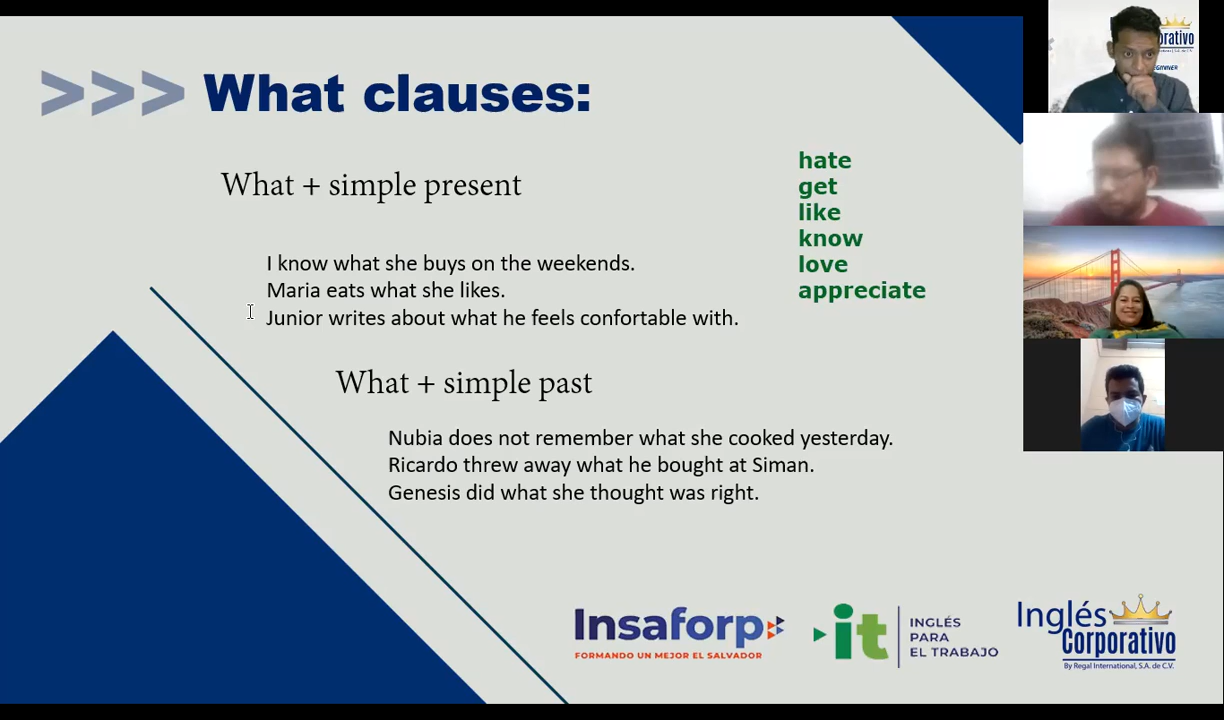 >>> What clauses:
What + simple present
I know what she buys on the weekends.
Maria eats what she likes.
Junior writes about what he feels confortable with.
hate
get
like
know
love
appreciate
What + simple past
Nubia does not remember what she cooked yesterday.
Ricardo threw away what he bought at Siman.
Genesis did what she thought was right.
Insaforp
FORMANDO UN MEJOR EL SALVADOR
it
INGLÉS
PARA
EL TRABAJO
Inglés
Corporativo
By Regal International, S.A. de C.V.